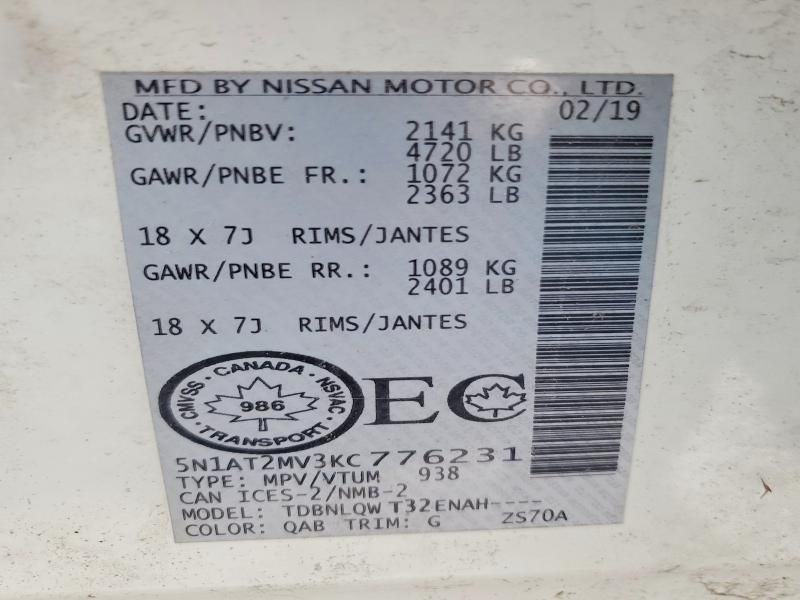 MFD BY NISSAN MOTOR CO., LTD.
DATE: 02/19
GVWR/PNBV: 2141 KG
4720 LB
GAWR/PNBE FR.: 1072 KG
2363 LB
18 X 7J RIMS/JANTES
GAWR/PNBE RR.: 1089 KG
2401 LB
18 X 7J RIMS/JANTES
CANADA
CMVSS 986 NSVAC
TRANSPORT
EC
5N1AT2MV3KC776231
TYPE: MPV/VTUM 938
CAN ICES-2/NMB-2
MODEL: TDBNLQW T32ENAH----
COLOR: QAB TRIM: G ZS70A